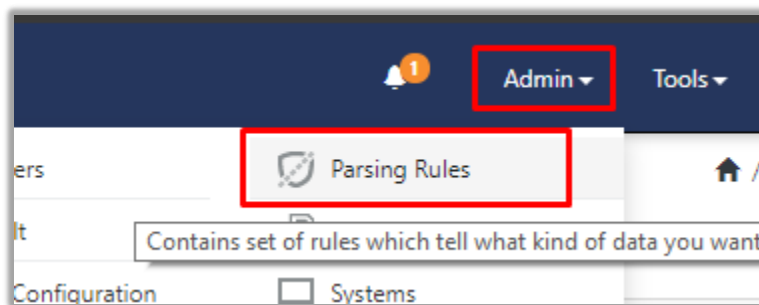 1
Admin Tools
ers Parsing Rules /
lt
Contains set of rules which tell what kind of data you want
Configuration Systems